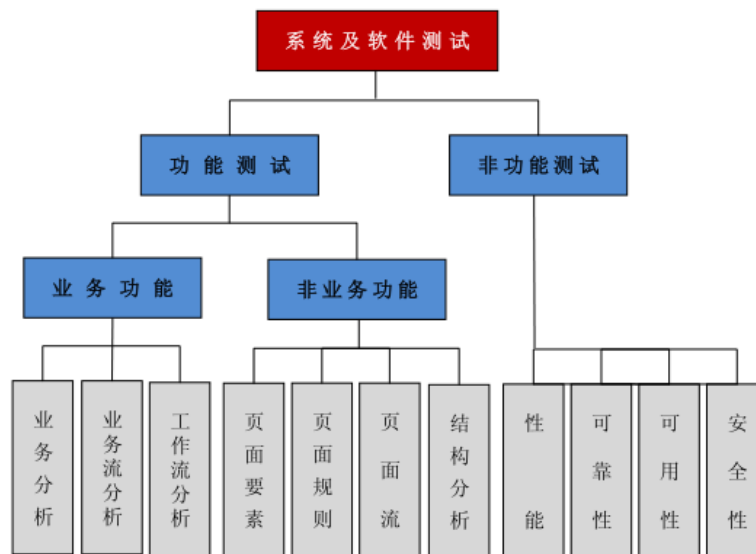 系统及软件测试
功能测试
非功能测试
业务功能
非业务功能
业务分析
业务流分析
工作流分析
页面要素
页面规则
页面流
结构分析
性能
可靠性
可用性
安全性